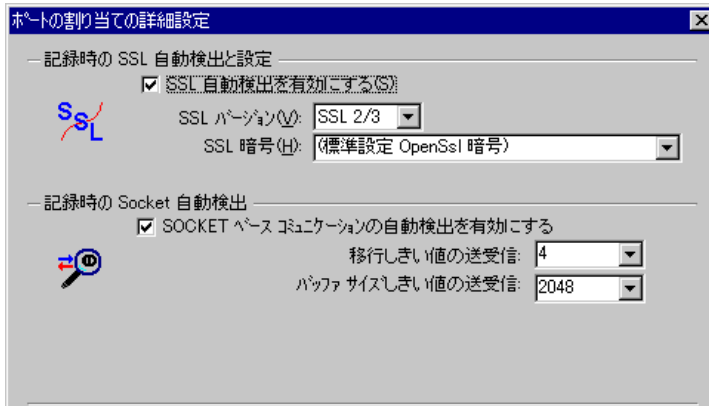 ポートの割り当ての詳細設定
記録時の SSL 自動検出と設定
SSL 自動検出を有効にする(S)
SSL
SSL バージョン(V): SSL 2/3
SSL 暗号(H): (標準設定 OpenSsl 暗号)
記録時の Socket 自動検出
SOCKET ベース コミュニケーションの自動検出を有効にする
移行しきい値の送受信: 4
バッファ サイズしきい値の送受信: 2048